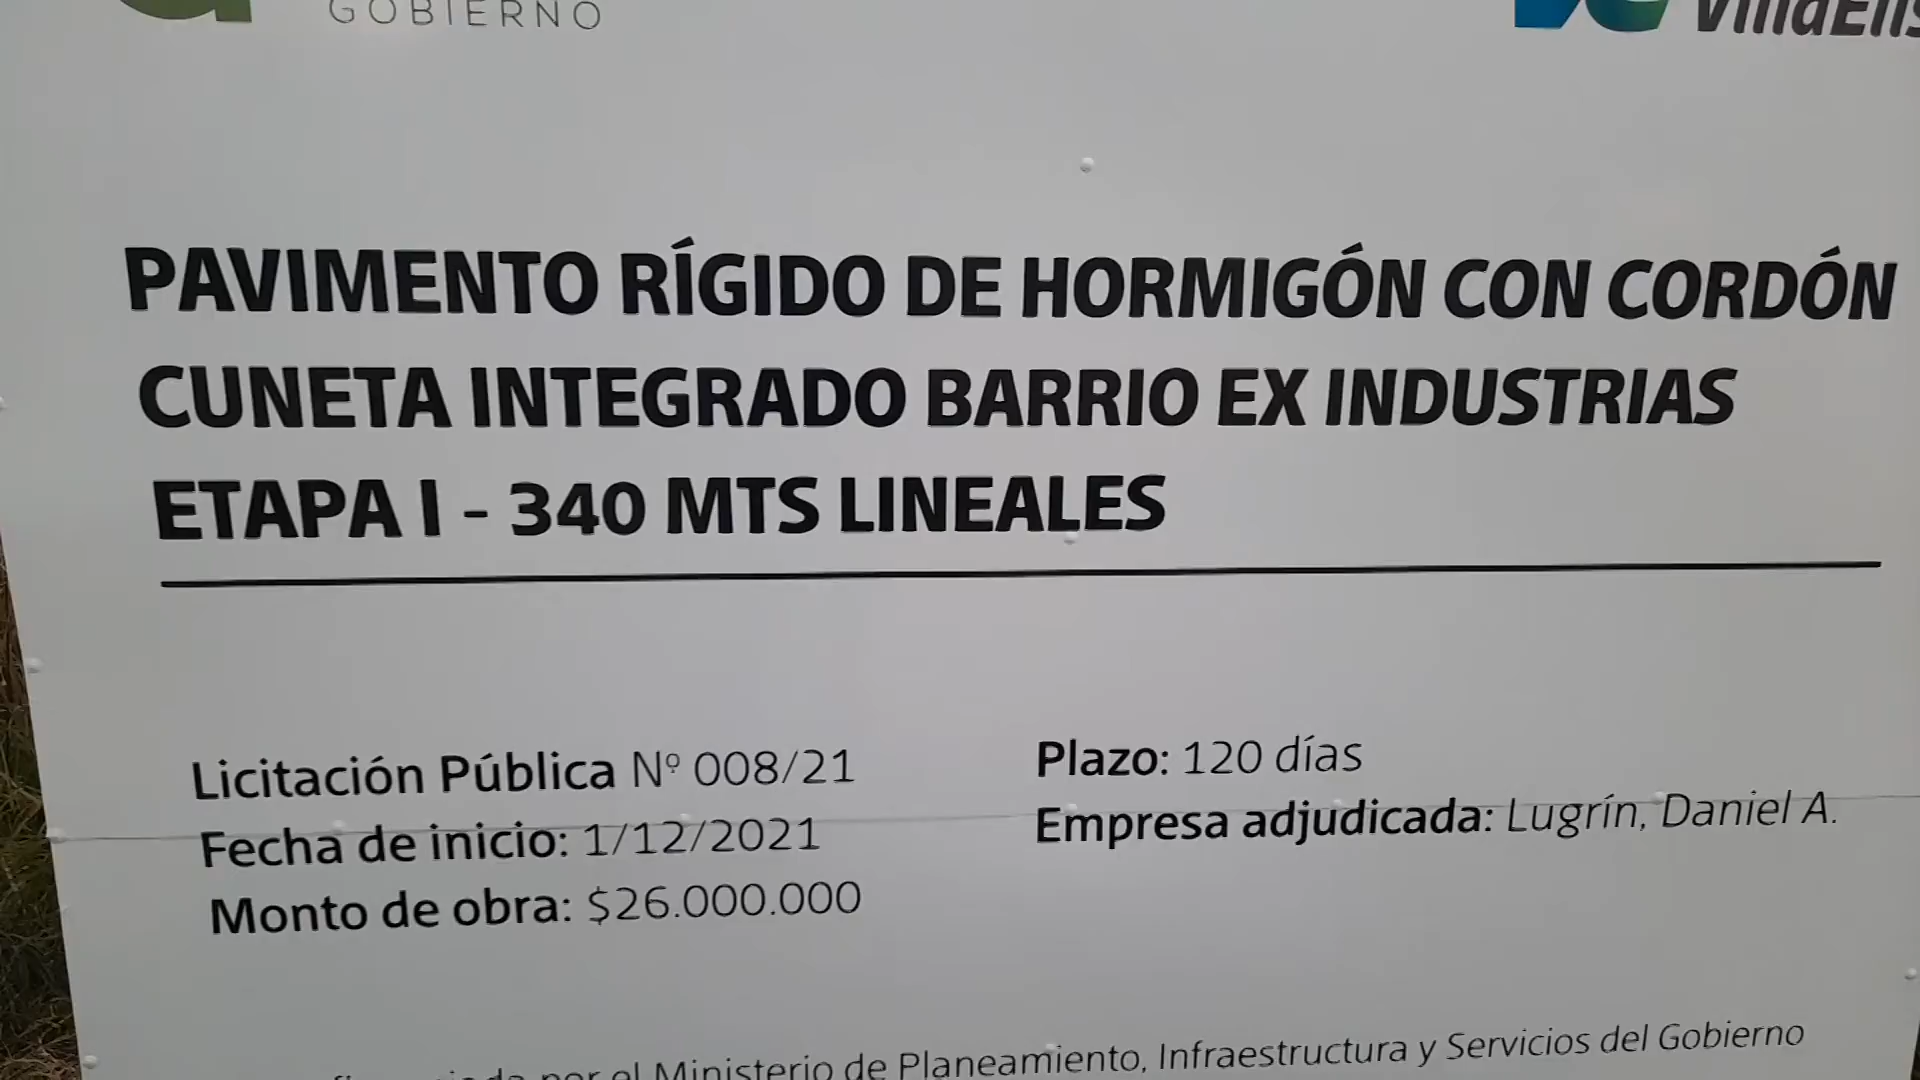 GOBIERNO
PAVIMENTO RÍGIDO DE HORMIGÓN CON CORDÓN
CUNETA INTEGRADO BARRIO EX INDUSTRIAS
ETAPA I - 340 MTS LINEALES
Licitación Pública Nº 008/21
Fecha de inicio: 1/12/2021
Monto de obra: $26.000.000
Plazo: 120 días
Empresa adjudicada: Lugrín, Daniel A.
por el Ministerio de Planeamiento, Infraestructura y Servicios del Gobierno